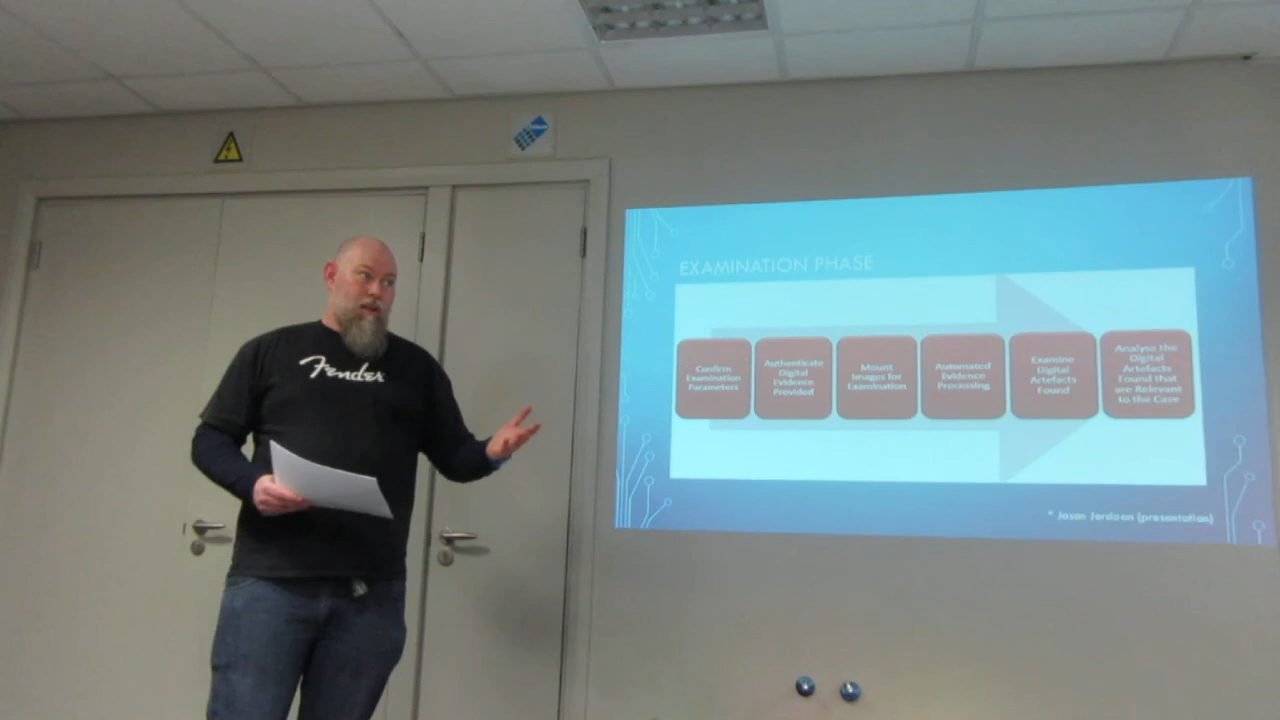 Fender
EXAMINATION PHASE
Confirm
Examination
Parameters
Authenticate
Digital
Evidence
Provided
Mount
Images for
Examination
Automated
Evidence
Processing
Examine
Digital
Artefacts
Found
Analyse the
Digital
Artefacts
Found that
are Relevant
to the Case
* Jason Jordaan (presentation)